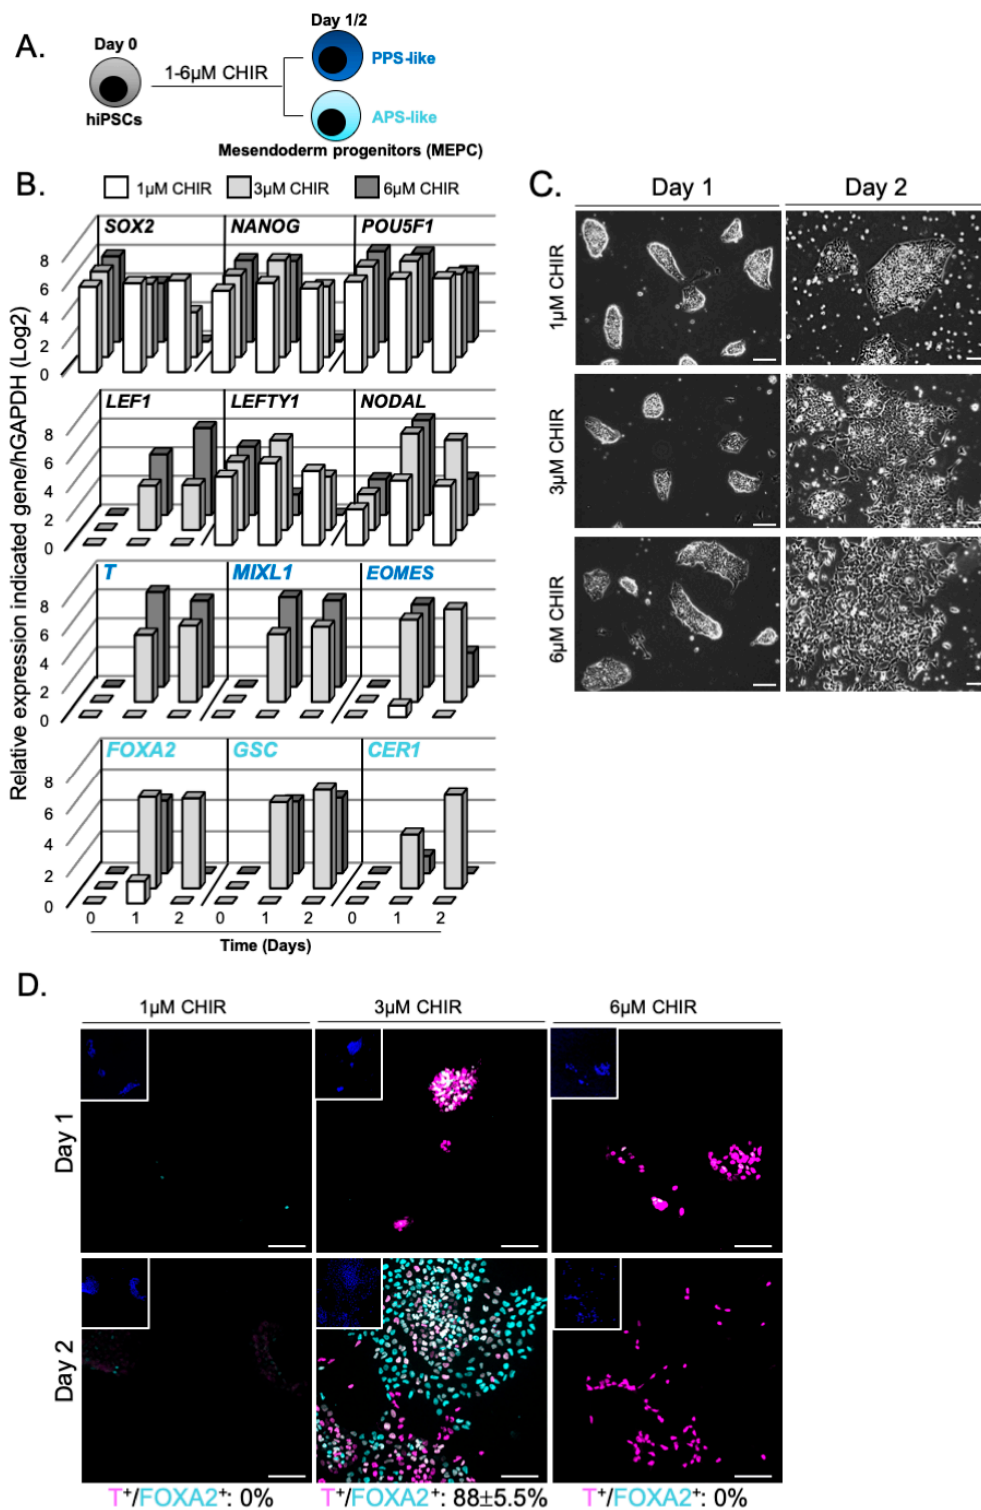 A.
Day 0
Day 1/2
1-6µM CHIR
PPS-like
APS-like
hiPSCs
Mesendoderm progenitors (MEPC)
B.
1µM CHIR 3µM CHIR 6µM CHIR
Relative expression indicated gene/hGAPDH (Log2)
SOX2 NANOG POU5F1
8
6
4
2
0
LEF1 LEFTY1 NODAL
8
6
4
2
0
T MIXL1 EOMES
8
6
4
2
0
FOXA2 GSC CER1
8
6
4
2
0
0 1 2 0 1 2 0 1 2
Time (Days)
C.
Day 1 Day 2
1µM CHIR
3µM CHIR
6µM CHIR
D.
1µM CHIR 3µM CHIR 6µM CHIR
Day 1
Day 2
T+/FOXA2+: 0% T+/FOXA2+: 88±5.5% T+/FOXA2+: 0%